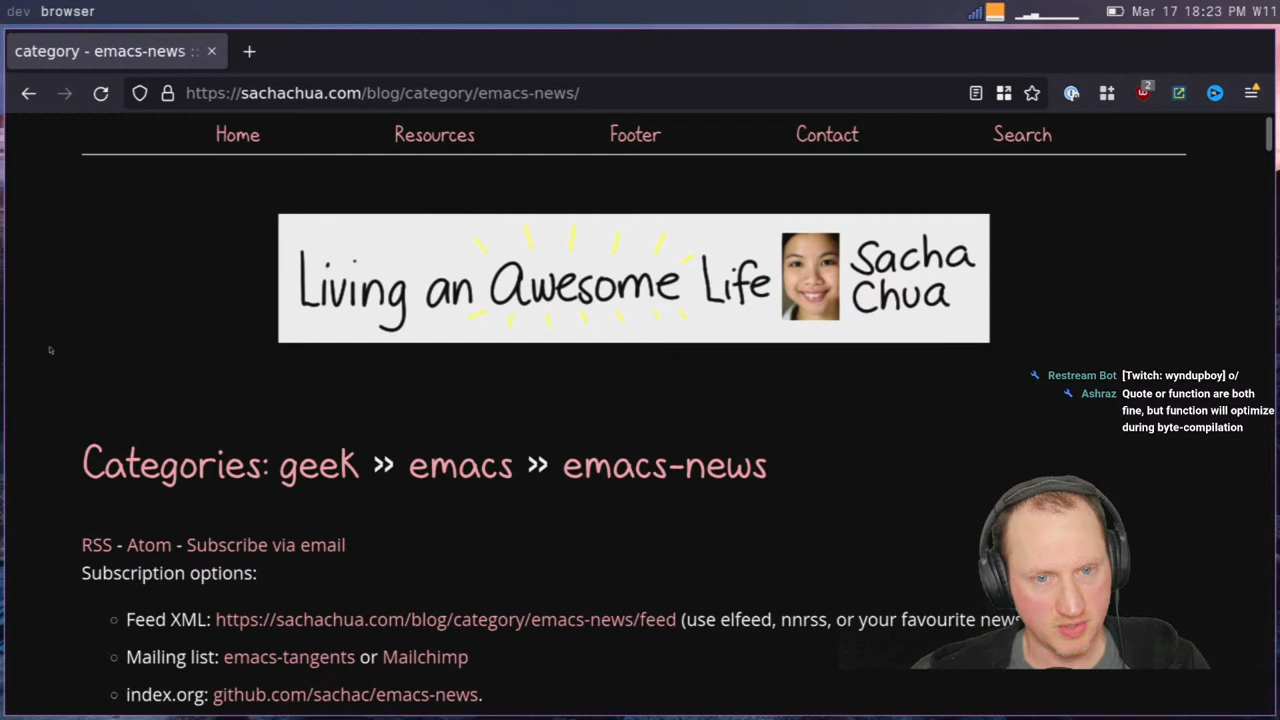 dev browser
Mar 17 18:23 PM W11
category - emacs-news :
https://sachachua.com/blog/category/emacs-news/
2
Home Resources Footer Contact Search
Living an Awesome Life Sacha Chua
Restream Bot [Twitch: wyndupboy] o/
Ashraz Quote or function are both
fine, but function will optimize
during byte-compilation
Categories: geek » emacs » emacs-news
RSS - Atom - Subscribe via email
Subscription options:
Feed XML: https://sachachua.com/blog/category/emacs-news/feed (use elfeed, nnrss, or your favourite news
Mailing list: emacs-tangents or Mailchimp
index.org: github.com/sachac/emacs-news.